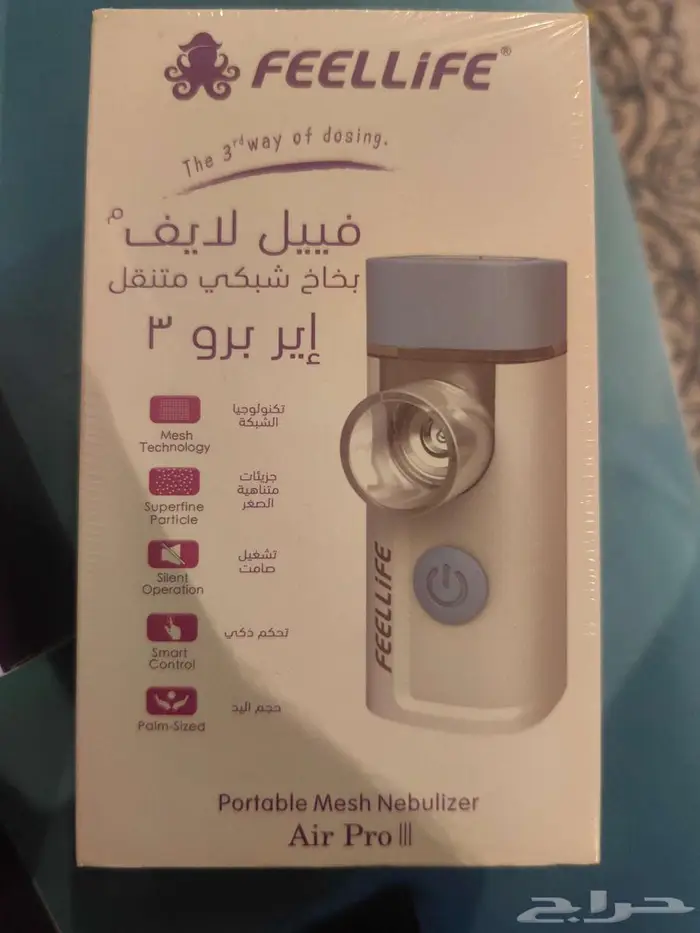 FEELLiFE®
The 3rd way of dosing.
فييل لايف م
بخاخ شبكي متنقل
إير برو ٣
تكنولوجيا
الشبكة
Mesh
Technology
جزيئات
متناهية
الصغر
Superfine
Particle
تشغيل
صامت
Silent
Operation
تحكم ذكي
Smart
Control
حجم اليد
Palm-Sized
FEELLiFE
Portable Mesh Nebulizer
Air Pro III
حراج